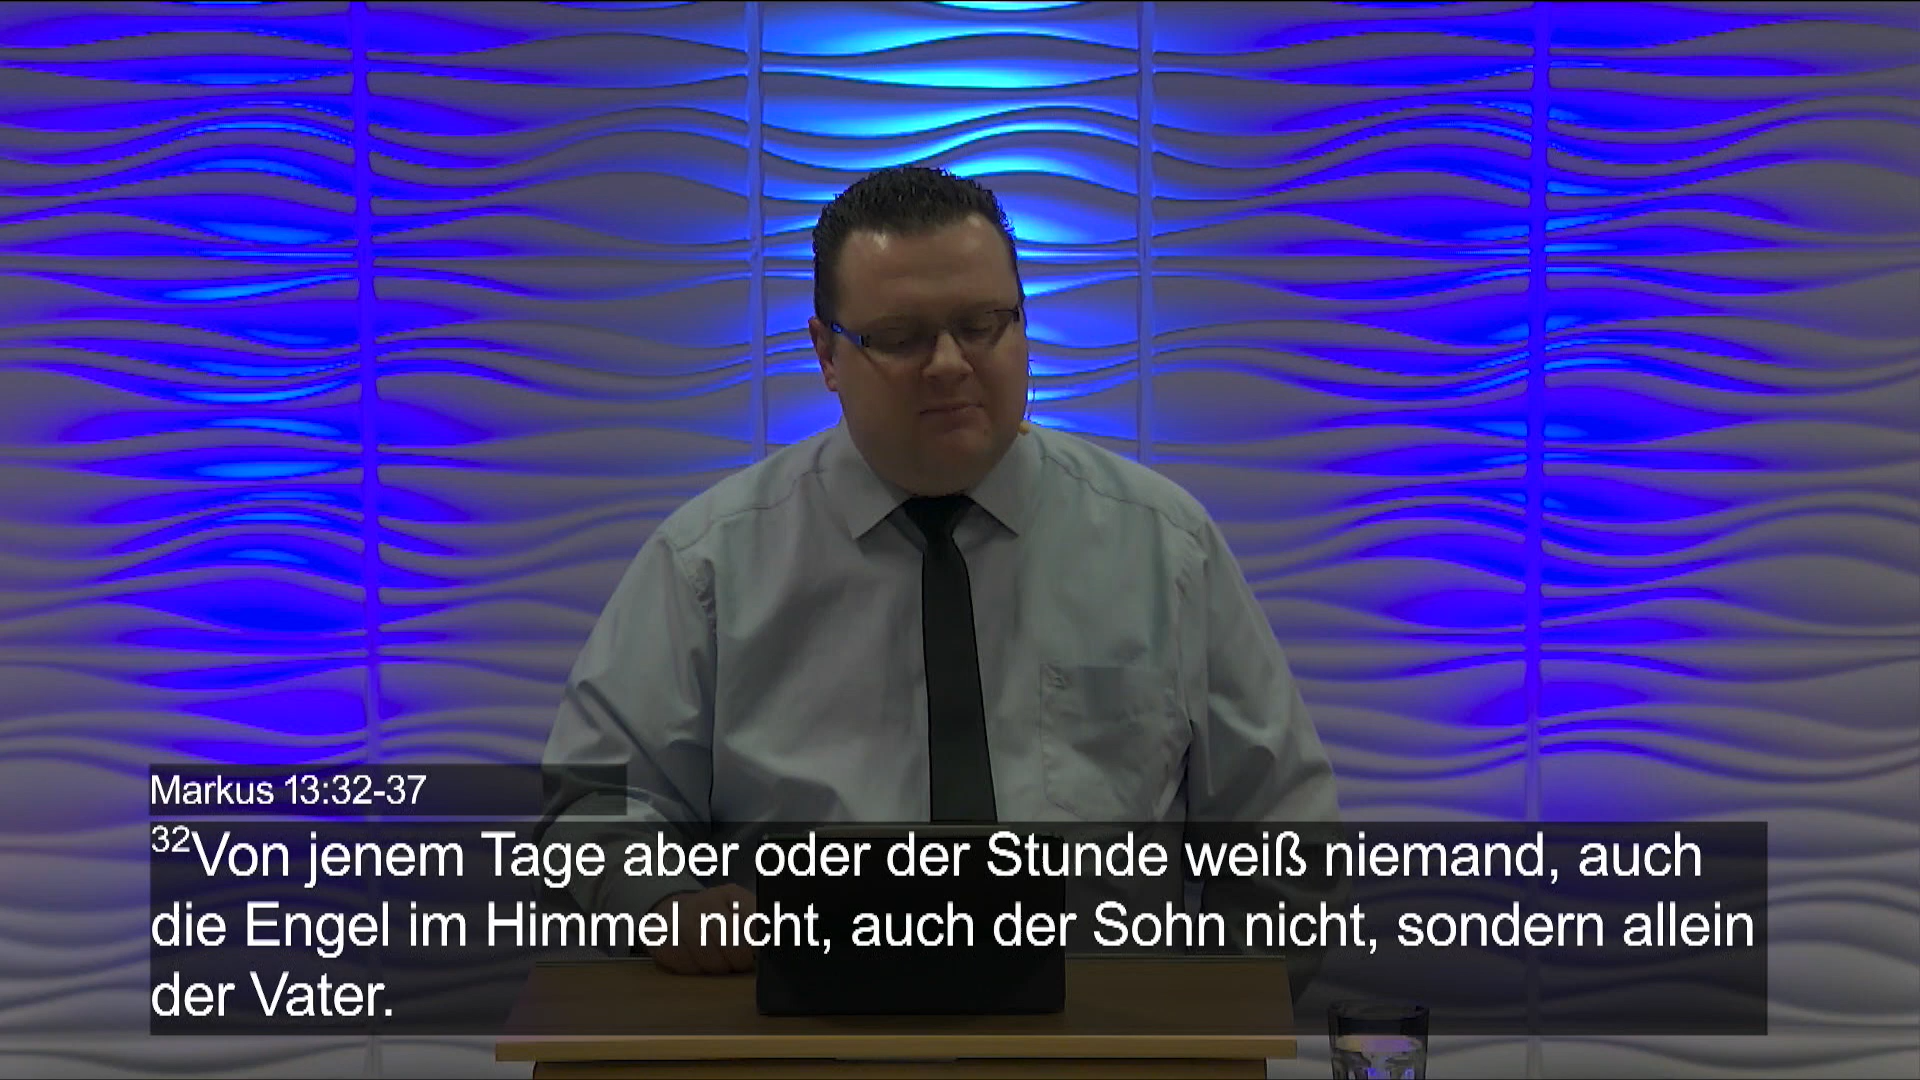 Markus 13:32-37
32Von jenem Tage aber oder der Stunde weiß niemand, auch
die Engel im Himmel nicht, auch der Sohn nicht, sondern allein
der Vater.